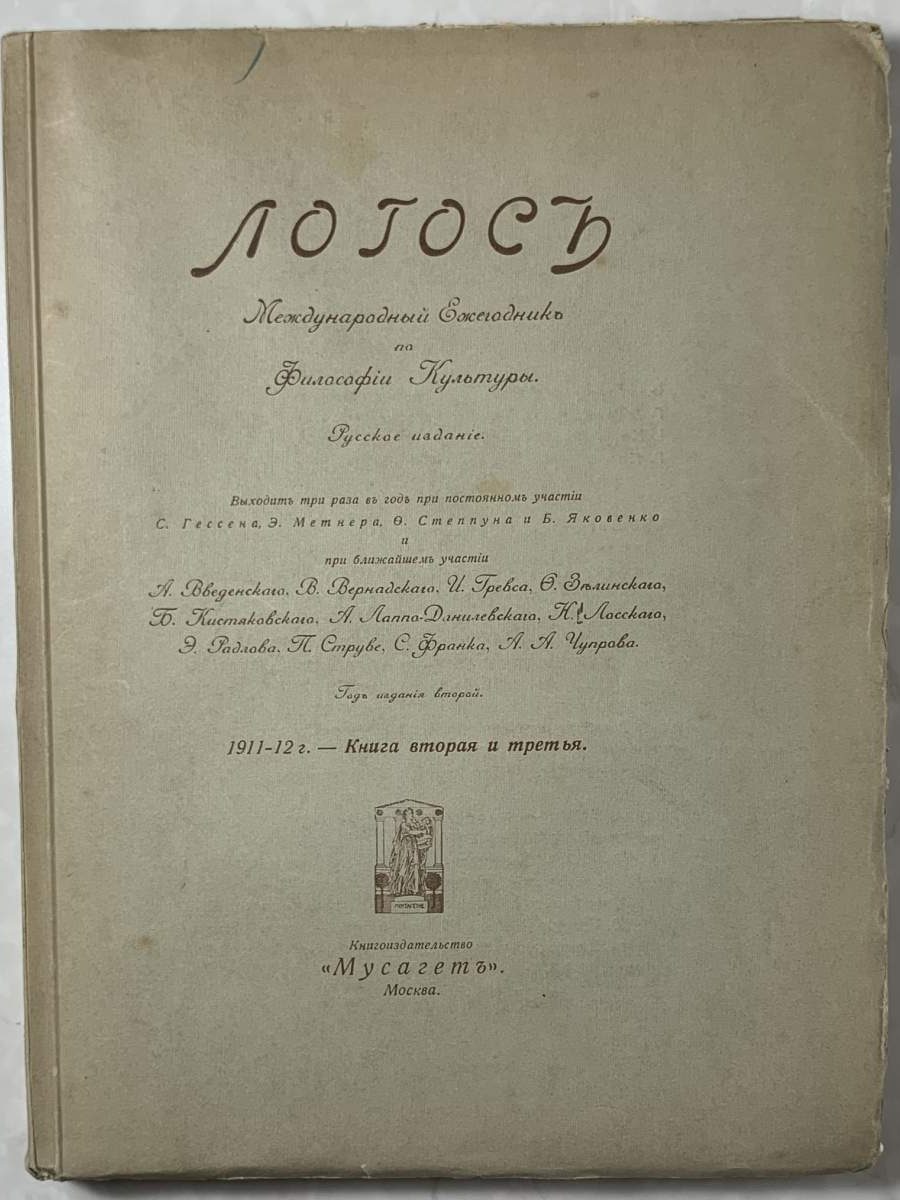 ЛОГОСЪ
Международный Ежегодникъ
по
Философіи Культуры.
Русское изданіе.
Выходитъ три раза въ годъ при постоянномъ участіи
С. Гессена, Э. Метнера, Ѳ. Степпуна и Б. Яковенко
и
при ближайшемъ участіи
А. Введенскаго, В. Вернадскаго, И. Гревса, Ѳ. Зѣлинскаго,
Б. Кистяковскаго, А. Лаппо-Данилевскаго, Н. Лосскаго,
Э. Радлова, П. Струве, С. Франка, А. А. Чупрова.
Годъ изданія второй.
1911-12 г. — Книга вторая и третья.
ΜΟΥΣΑΓΕΤΗΣ
Книгоиздательство
«Мусагетъ».
Москва.